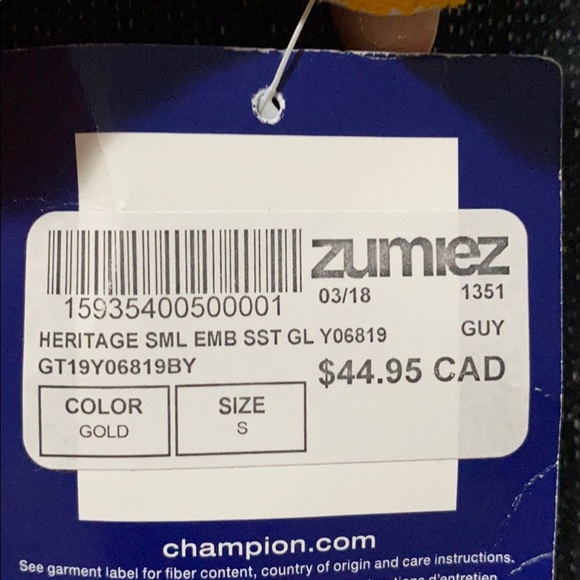 zumiez
15935400500001
03/18 1351
HERITAGE SML EMB SST GL Y06819 GUY
GT19Y06819BY
$44.95 CAD
COLOR SIZE
GOLD S
champion.com
See garment label for fiber content, country of origin and care instructions.
d'entretien